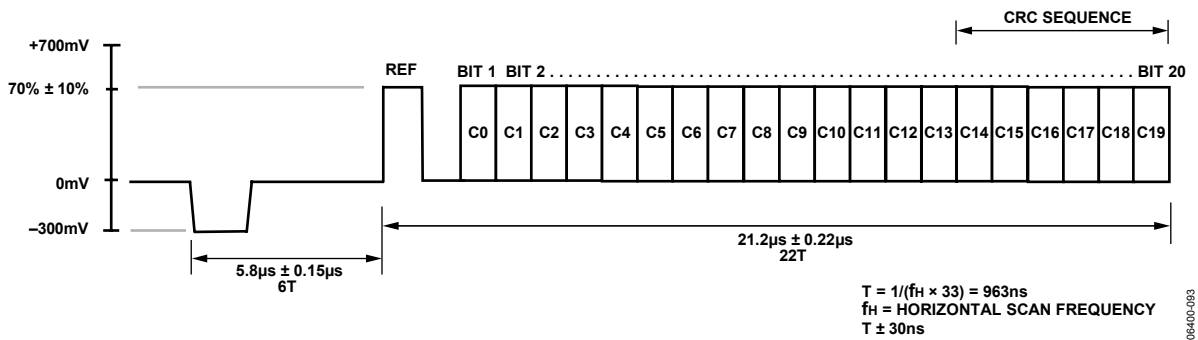 CRC SEQUENCE
+700mV
REF
BIT 1 BIT 2 . . . . . . . . . . . . . . . . . . . . . . . . . . . . . . . . . . . . . . . . . . . . . . . . . . . . . . . . . . . . . . . . . . . . . . . . BIT 20
70% ± 10%
C0 C1 C2 C3 C4 C5 C6 C7 C8 C9 C10 C11 C12 C13 C14 C15 C16 C17 C18 C19
0mV
–300mV
21.2µs ± 0.22µs
22T
5.8µs ± 0.15µs
6T
T = 1/(fH × 33) = 963ns
fH = HORIZONTAL SCAN FREQUENCY
T ± 30ns
06400-093